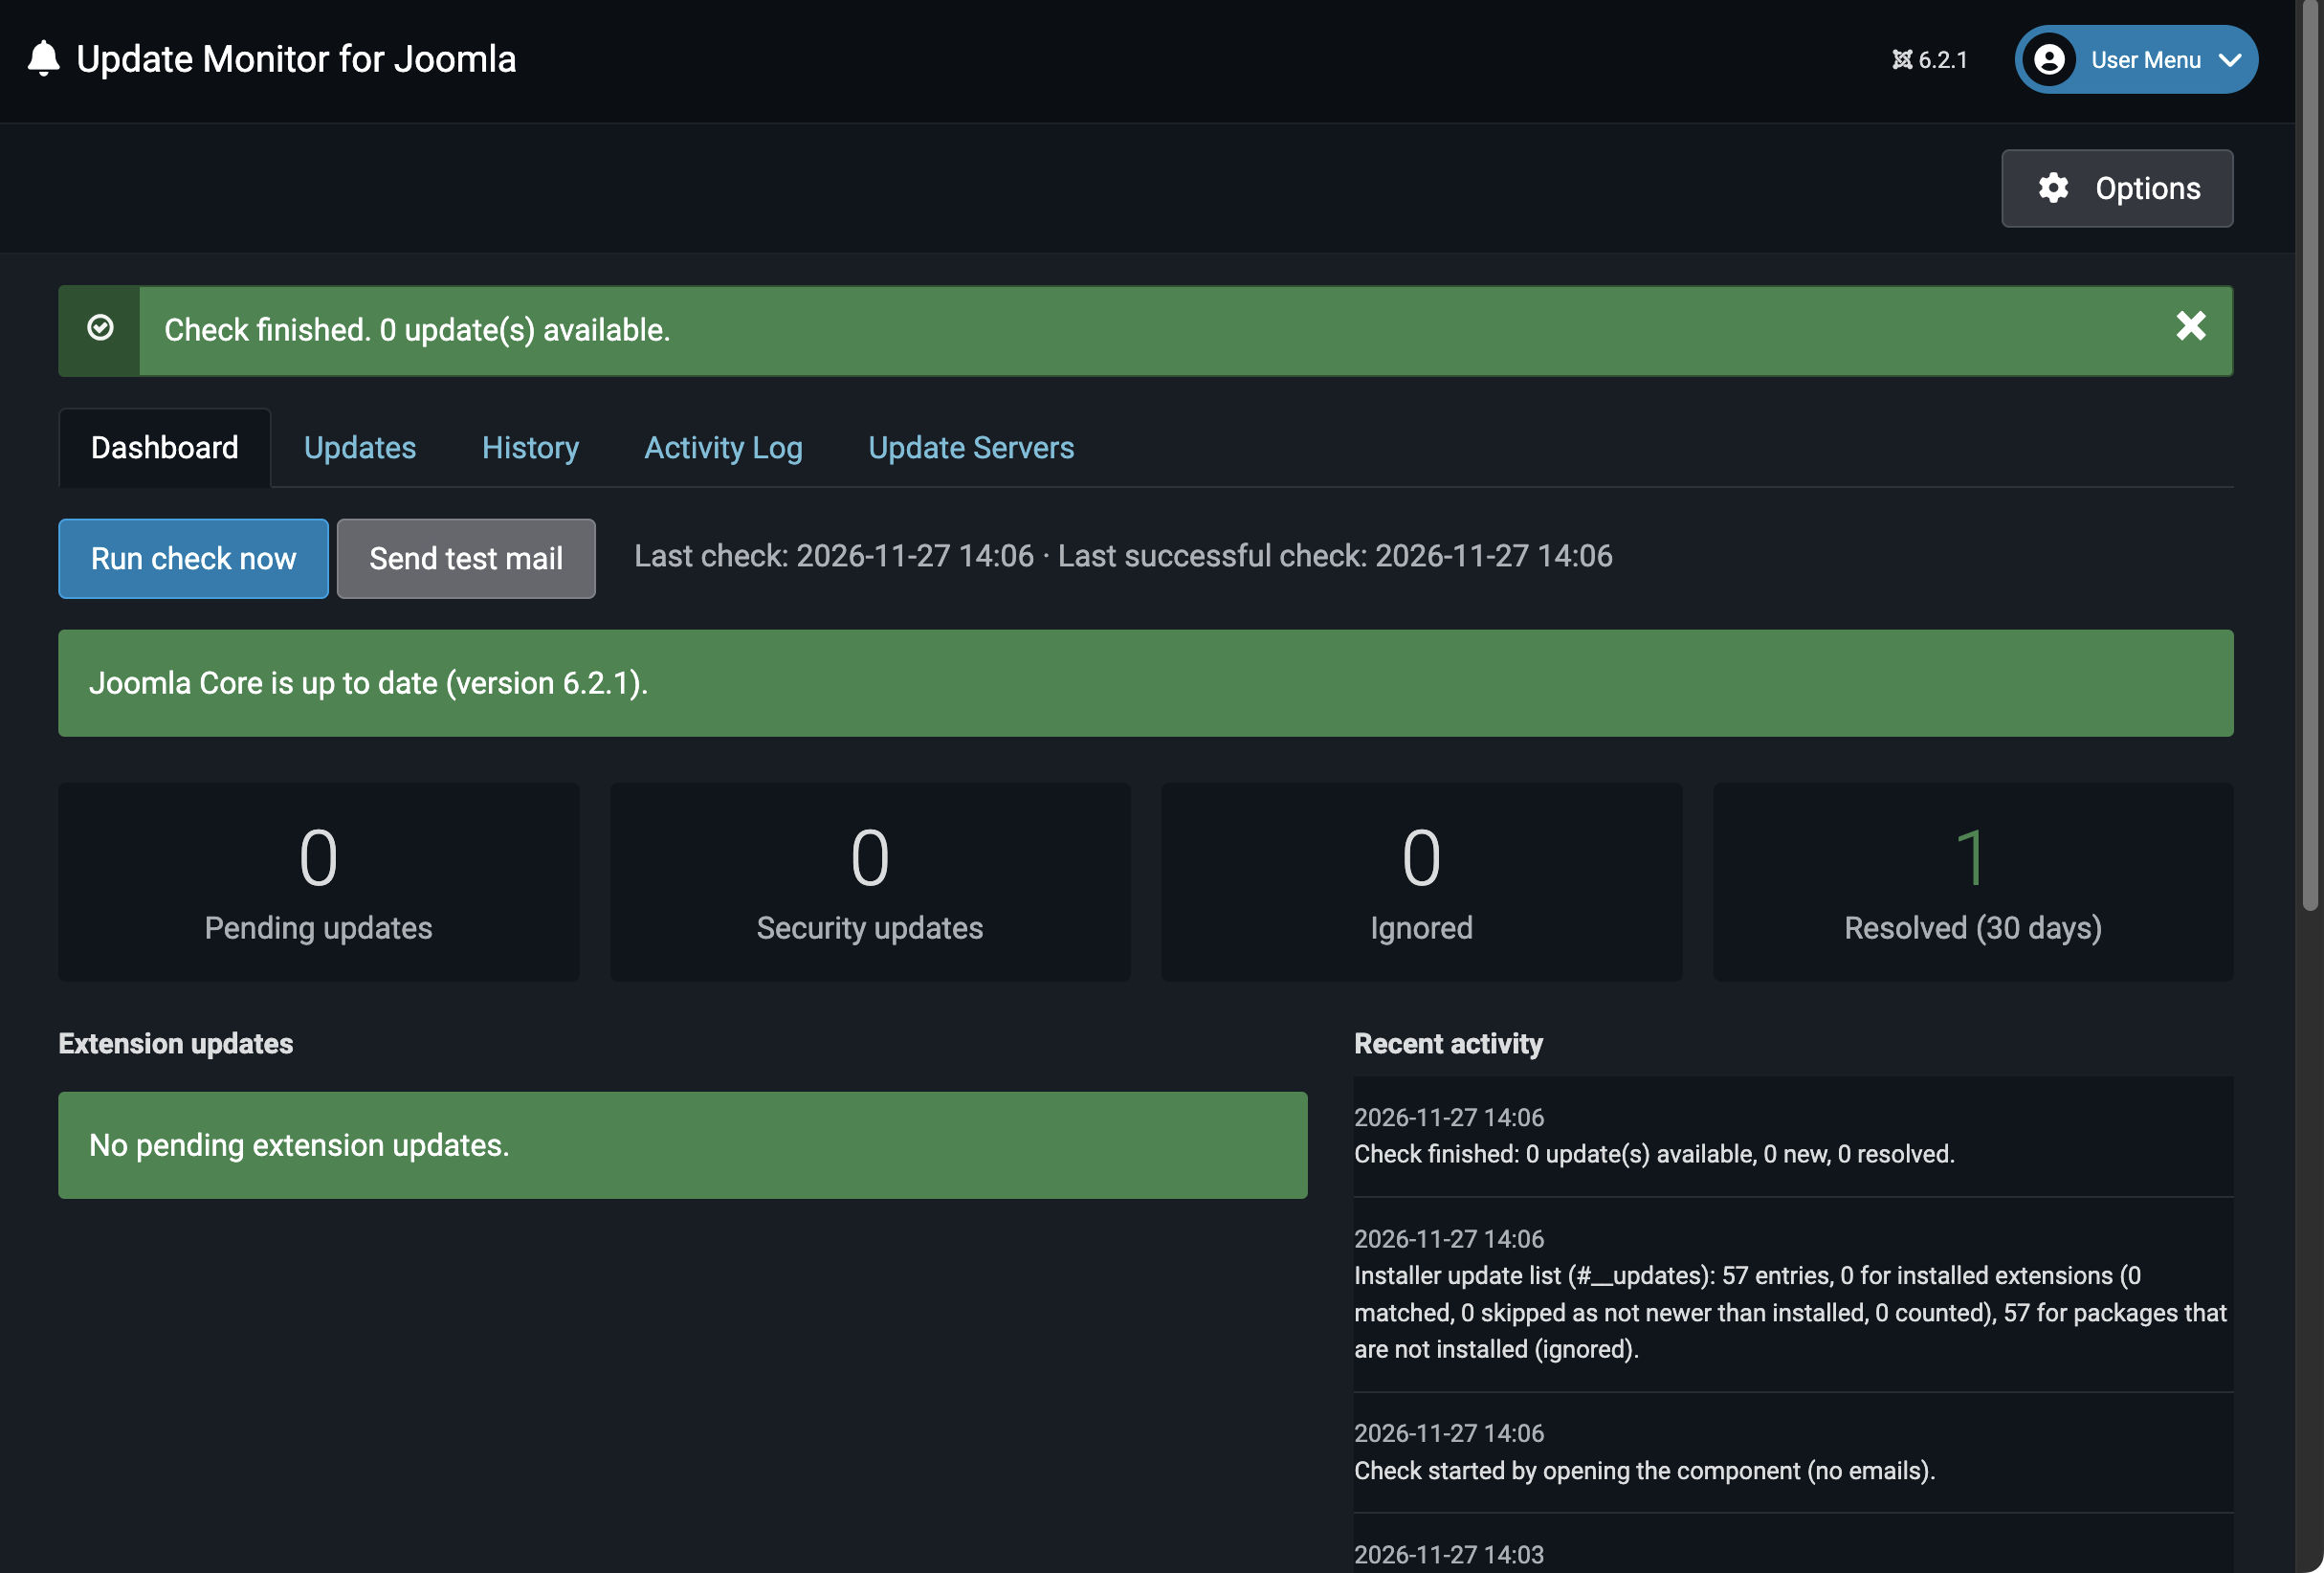 Update Monitor for Joomla
6.2.1
User Menu
Options
Check finished. 0 update(s) available.
Dashboard
Updates
History
Activity Log
Update Servers
Run check now
Send test mail
Last check: 2026-11-27 14:06 · Last successful check: 2026-11-27 14:06
Joomla Core is up to date (version 6.2.1).
0
Pending updates
0
Security updates
0
Ignored
1
Resolved (30 days)
Extension updates
No pending extension updates.
Recent activity
2026-11-27 14:06
Check finished: 0 update(s) available, 0 new, 0 resolved.
2026-11-27 14:06
Installer update list (#__updates): 57 entries, 0 for installed extensions (0
matched, 0 skipped as not newer than installed, 0 counted), 57 for packages that
are not installed (ignored).
2026-11-27 14:06
Check started by opening the component (no emails).
2026-11-27 14:03